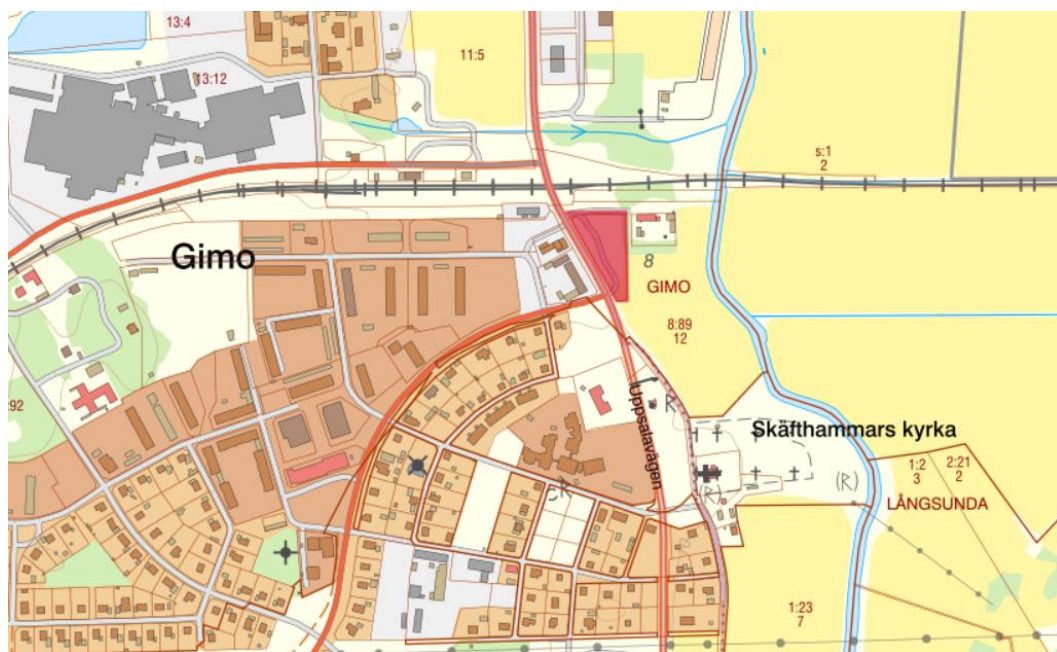 13:4
11:5
13:12
s:1
2
Gimo
8
GIMO
8:89
12
:92
R
Uppsalavägen
Skäfthammars kyrka
1:2
3
2:21
2
(R)
(R)
LÅNGSUNDA
R
1:23
7